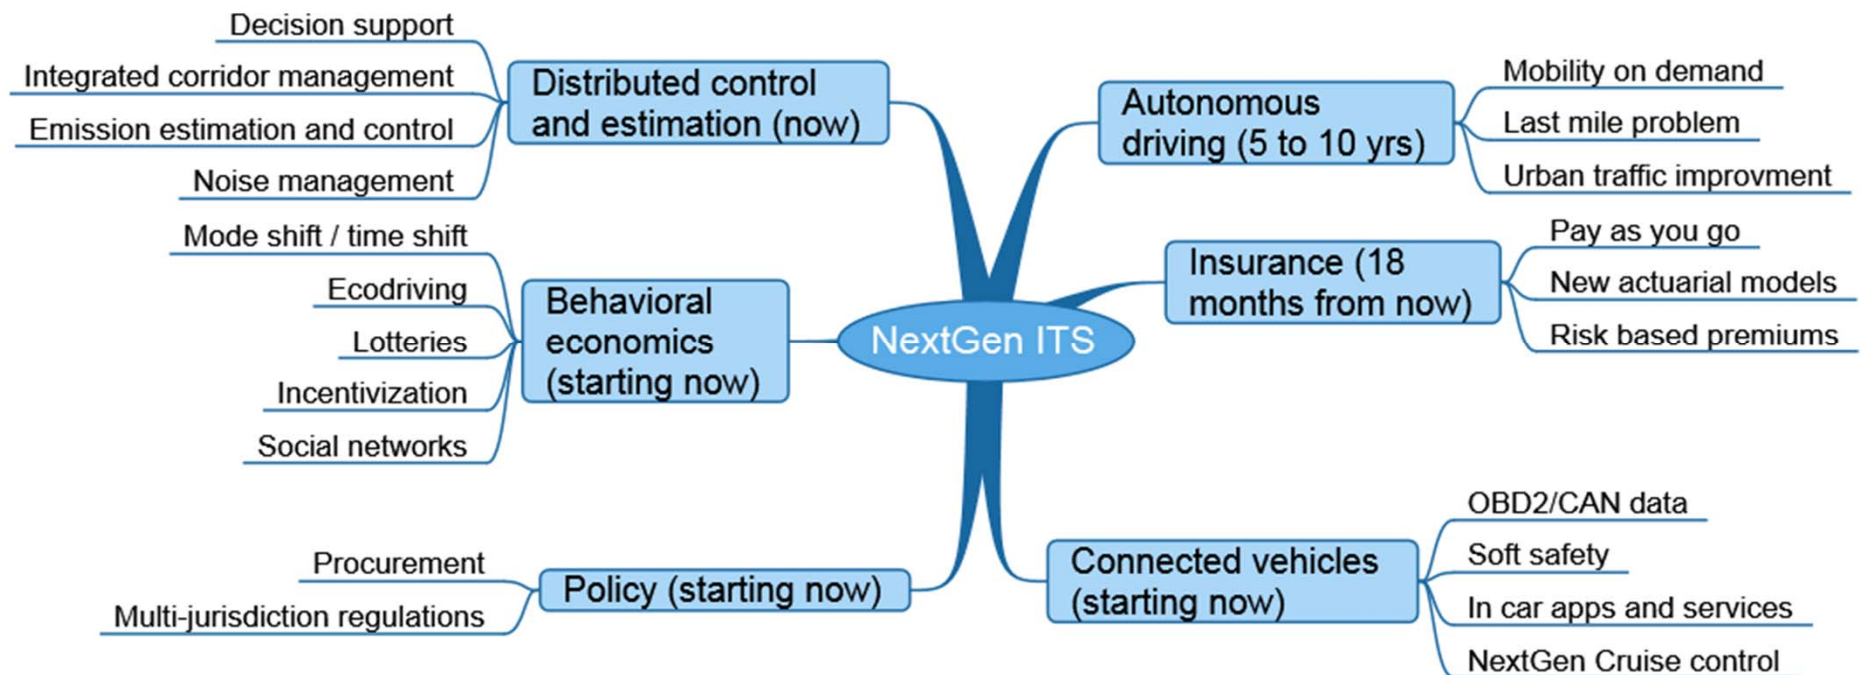 Decision support
Integrated corridor management
Emission estimation and control
Noise management
Distributed control
and estimation (now)
Mode shift / time shift
Ecodriving
Lotteries
Incentivization
Social networks
Behavioral
economics
(starting now)
Procurement
Multi-jurisdiction regulations
Policy (starting now)
NextGen ITS
Autonomous
driving (5 to 10 yrs)
Mobility on demand
Last mile problem
Urban traffic improvment
Insurance (18
months from now)
Pay as you go
New actuarial models
Risk based premiums
Connected vehicles
(starting now)
OBD2/CAN data
Soft safety
In car apps and services
NextGen Cruise control